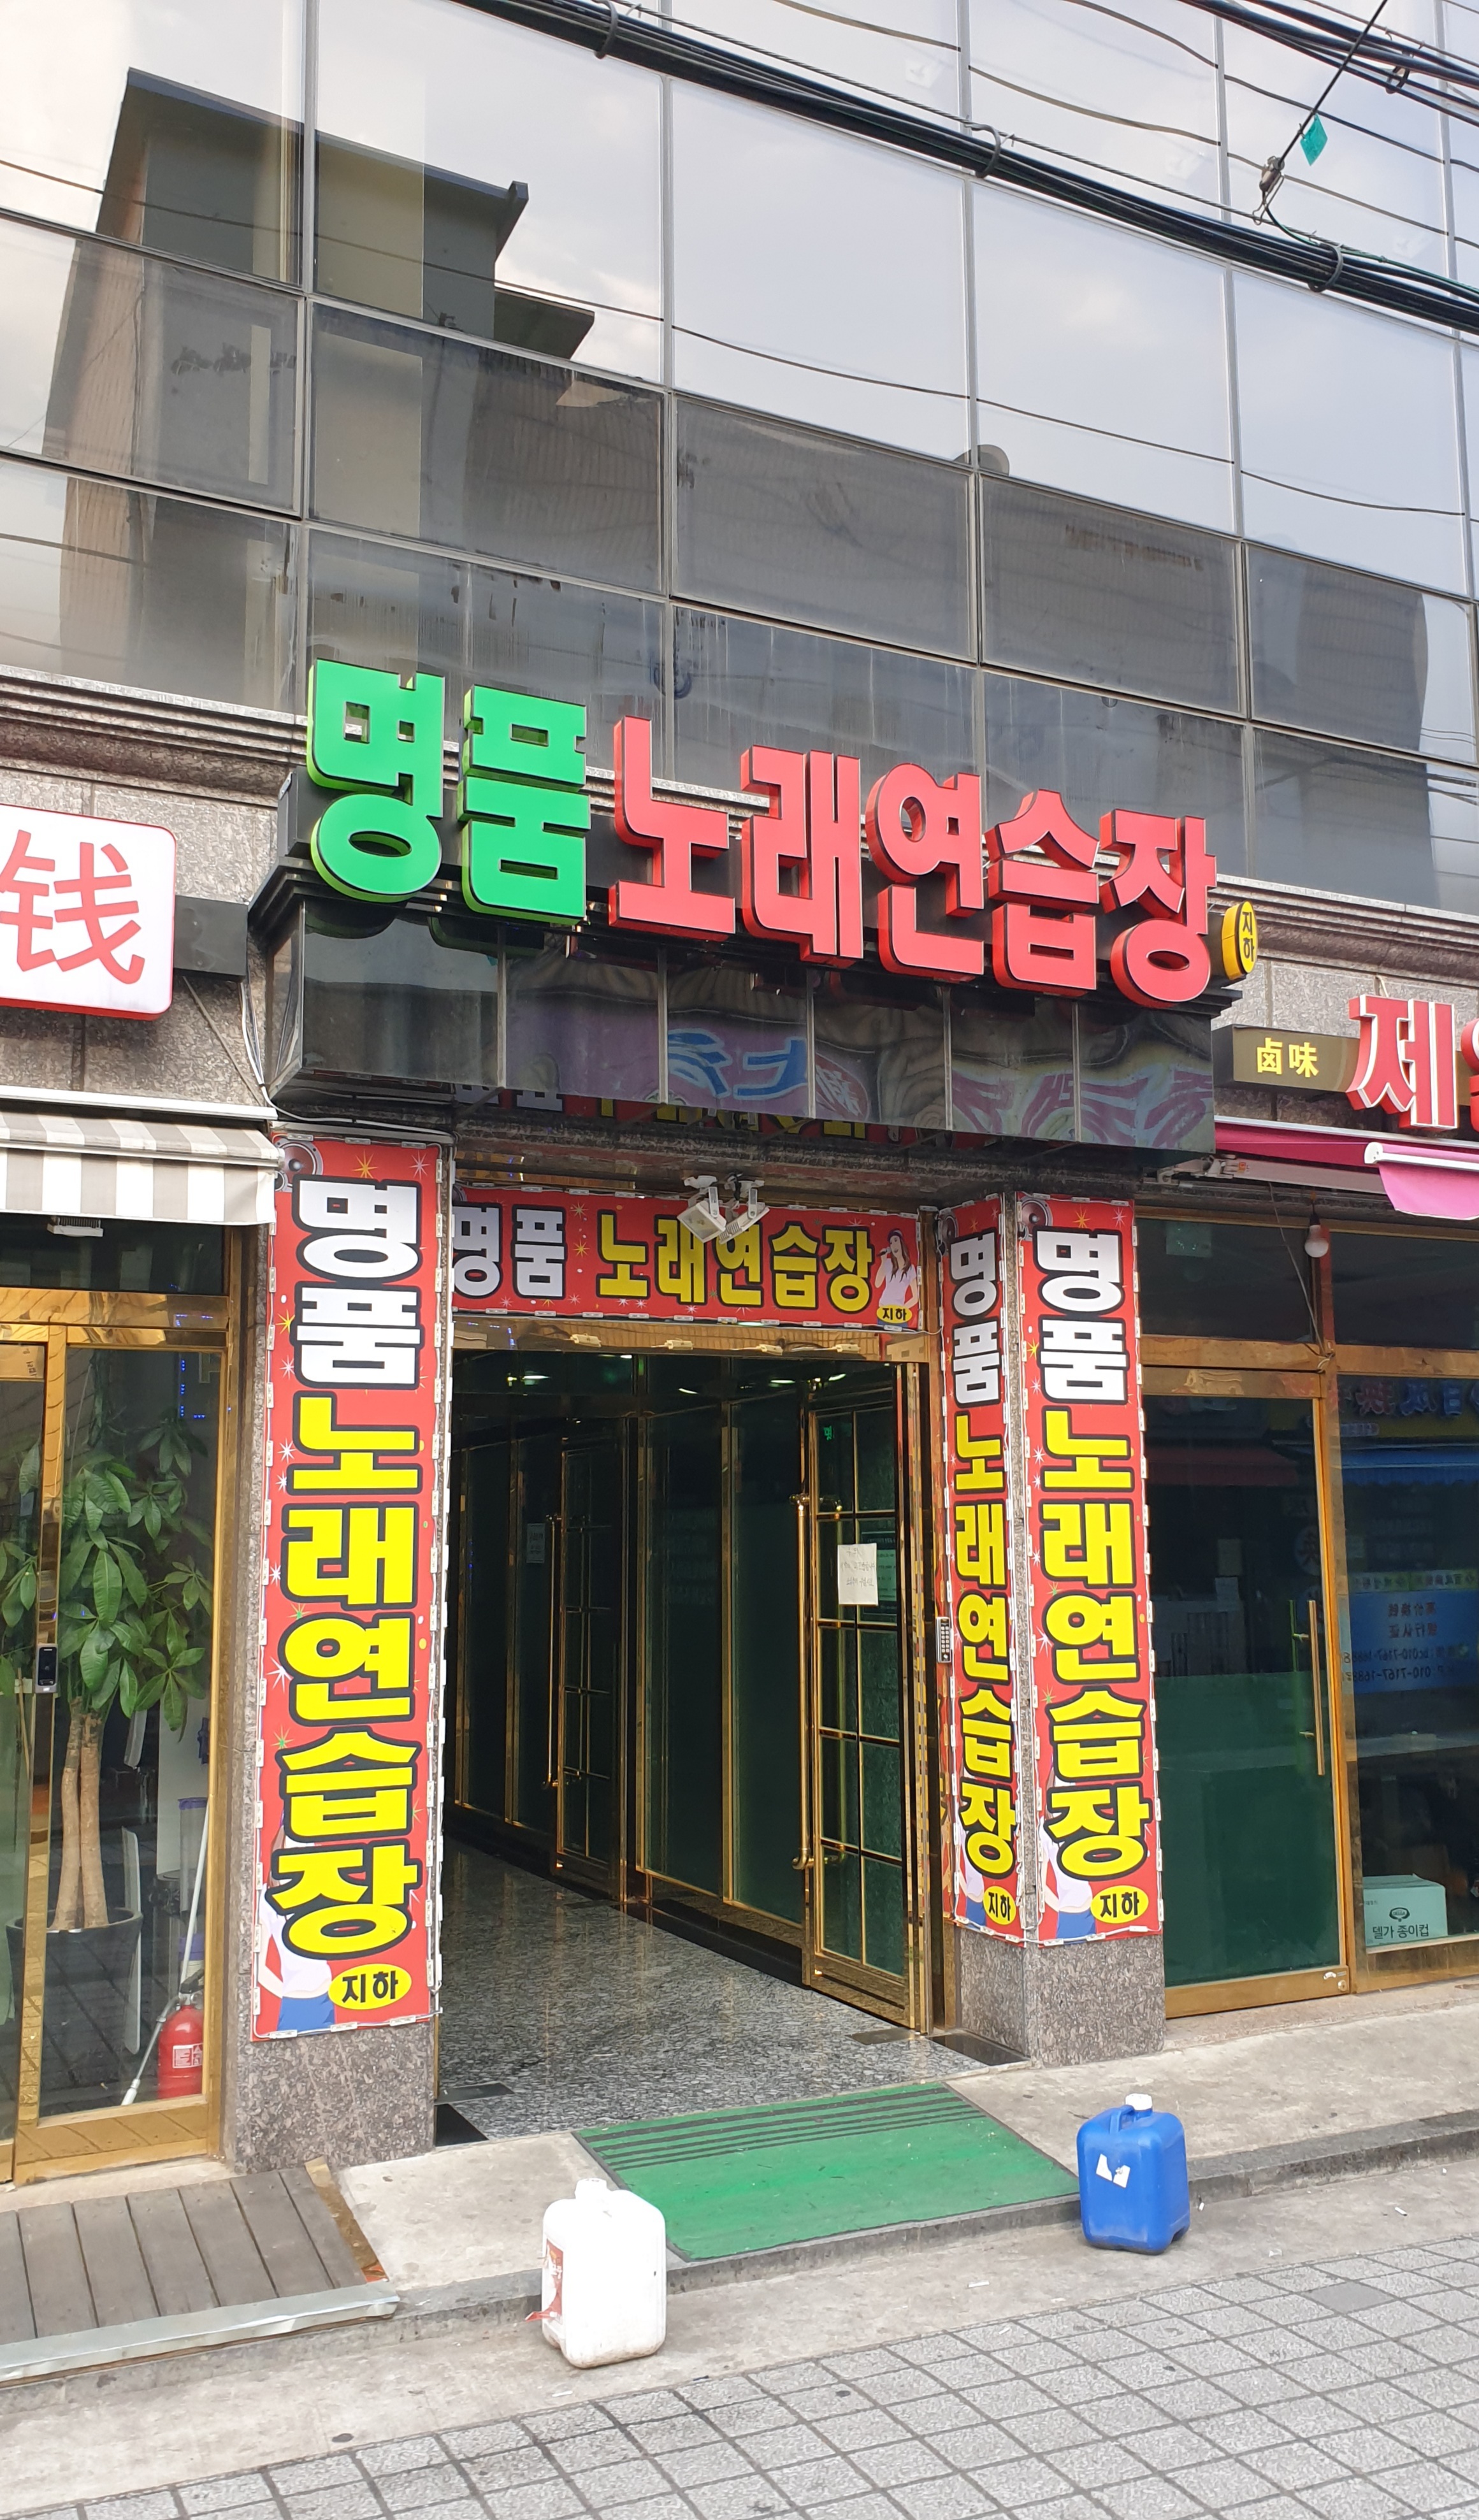 명품노래연습장
지하
钱
卤味
제
명품 노래연습장
지하
명품노래연습장
지하
명품노래연습장
지하
명품노래연습장
지하
델가 종이컵